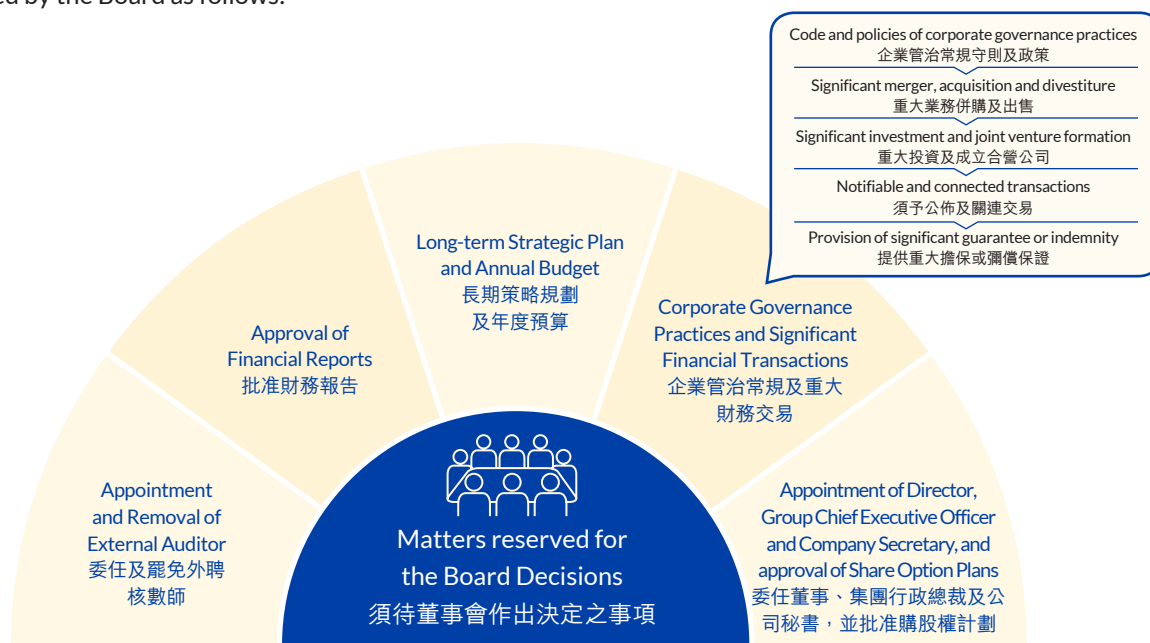 ed by the Board as follows:
Code and policies of corporate governance practices
企業管治常規守則及政策
Significant merger, acquisition and divestiture
重大業務併購及出售
Significant investment and joint venture formation
重大投資及成立合營公司
Notifiable and connected transactions
須予公佈及關連交易
Provision of significant guarantee or indemnity
提供重大擔保或彌償保證
Appointment
and Removal of
External Auditor
委任及罷免外聘
核數師
Approval of
Financial Reports
批准財務報告
Long-term Strategic Plan
and Annual Budget
長期策略規劃
及年度預算
Corporate Governance
Practices and Significant
Financial Transactions
企業管治常規及重大
財務交易
Appointment of Director,
Group Chief Executive Officer
and Company Secretary, and
approval of Share Option Plans
委任董事、集團行政總裁及公
司秘書，並批准購股權計劃
Matters reserved for
the Board Decisions
須待董事會作出決定之事項